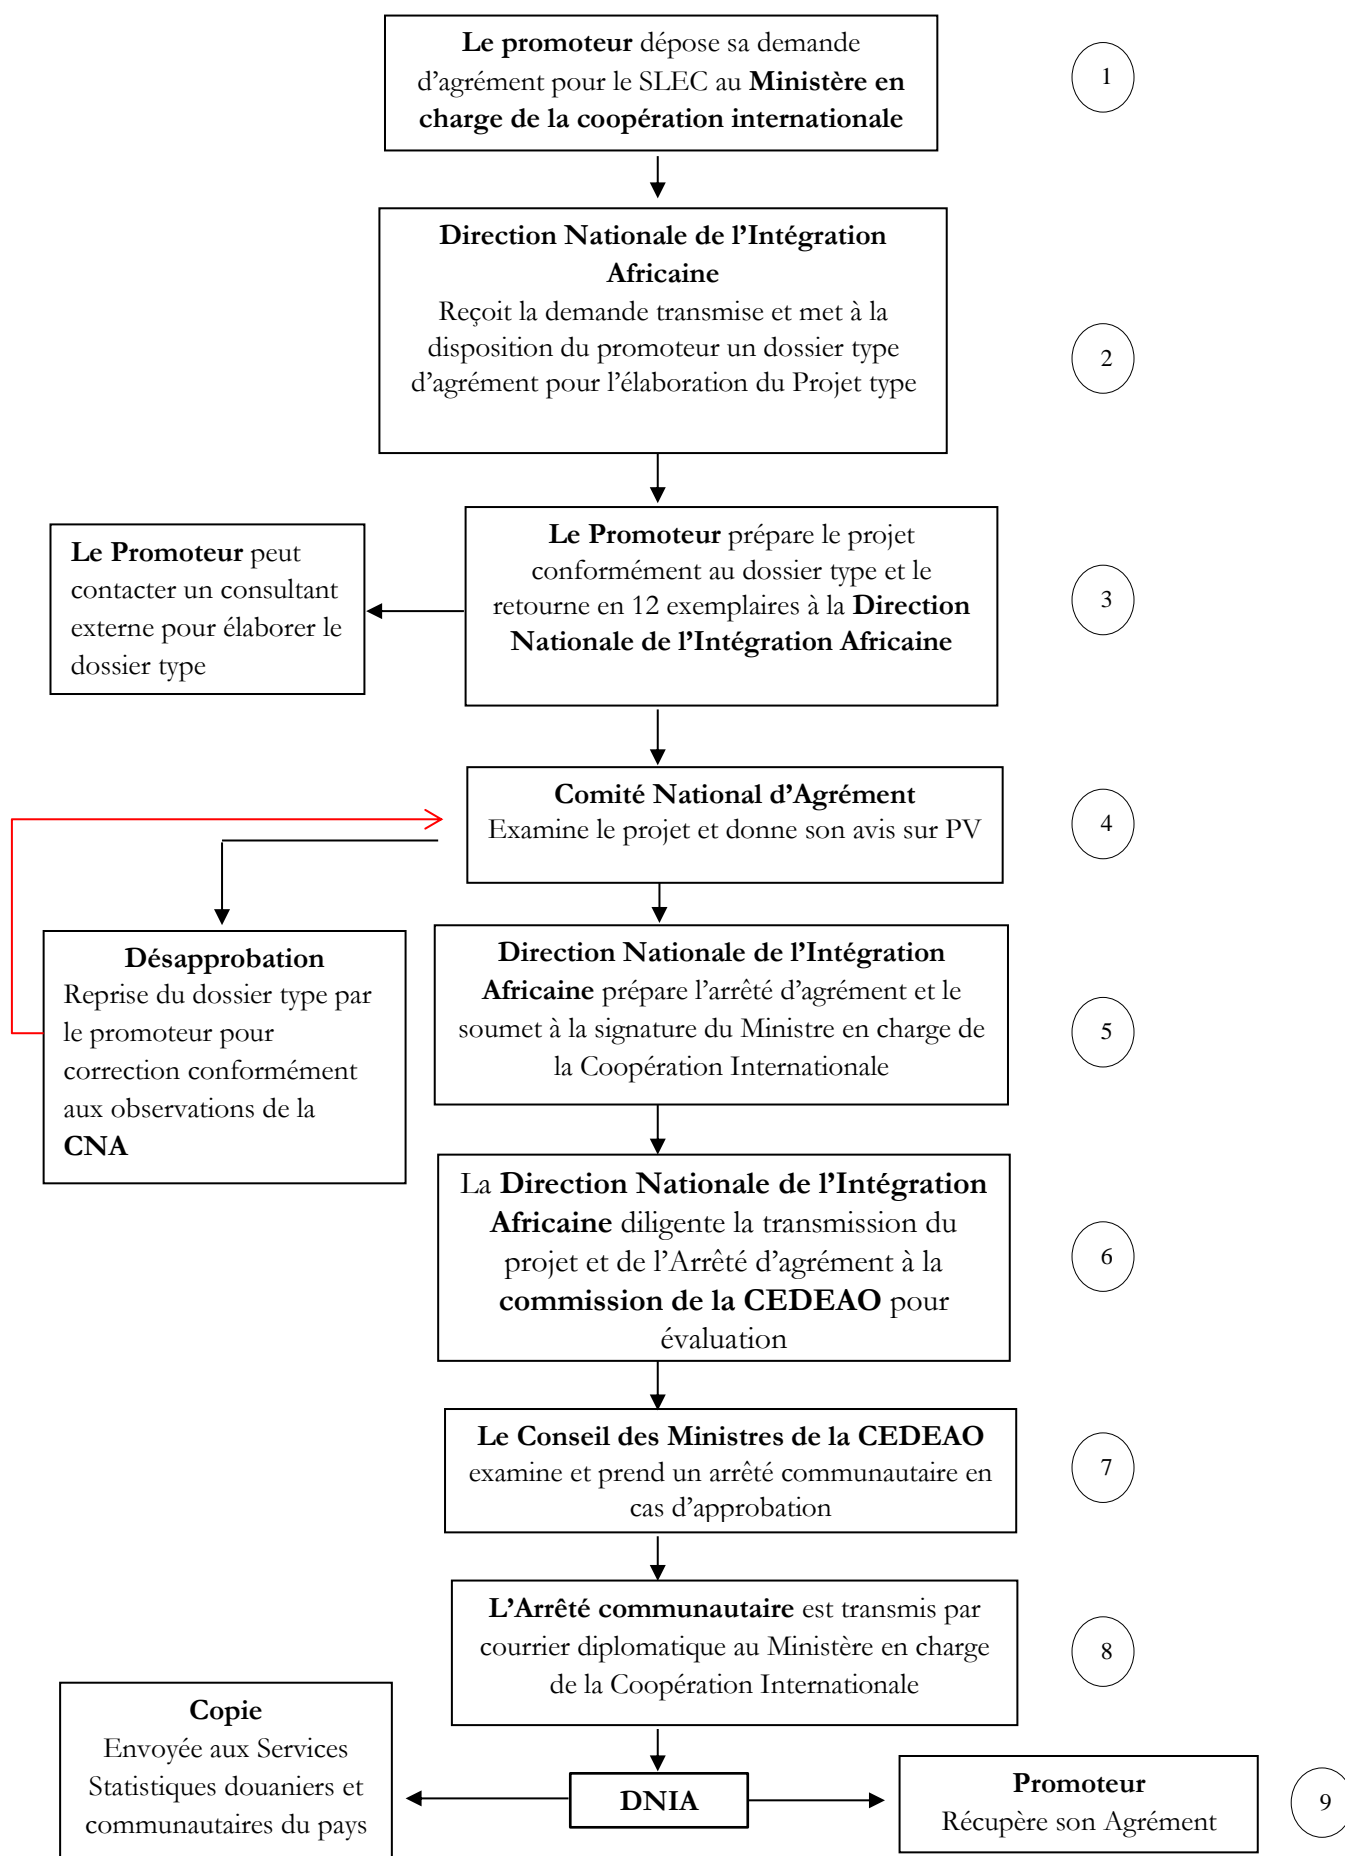 Le promoteur dépose sa demande
d’agrément pour le SLEC au Ministère en
charge de la coopération internationale
1
Direction Nationale de l’Intégration
Africaine
Reçoit la demande transmise et met à la
disposition du promoteur un dossier type
d’agrément pour l’élaboration du Projet type
2
Le Promoteur peut
contacter un consultant
externe pour élaborer le
dossier type
Le Promoteur prépare le projet
conformément au dossier type et le
retourne en 12 exemplaires à la Direction
Nationale de l’Intégration Africaine
3
Comité National d’Agrément
Examine le projet et donne son avis sur PV
4
Désapprobation
Reprise du dossier type par
le promoteur pour
correction conformément
aux observations de la
CNA
Direction Nationale de l’Intégration
Africaine prépare l’arrêté d’agrément et le
soumet à la signature du Ministre en charge de
la Coopération Internationale
5
La Direction Nationale de l’Intégration
Africaine diligente la transmission du
projet et de l’Arrêté d’agrément à la
commission de la CEDEAO pour
évaluation
6
Le Conseil des Ministres de la CEDEAO
examine et prend un arrêté communautaire en
cas d’approbation
7
L’Arrêté communautaire est transmis par
courrier diplomatique au Ministère en charge
de la Coopération Internationale
8
Copie
Envoyée aux Services
Statistiques douaniers et
communautaires du pays
DNIA
Promoteur
Récupère son Agrément
9